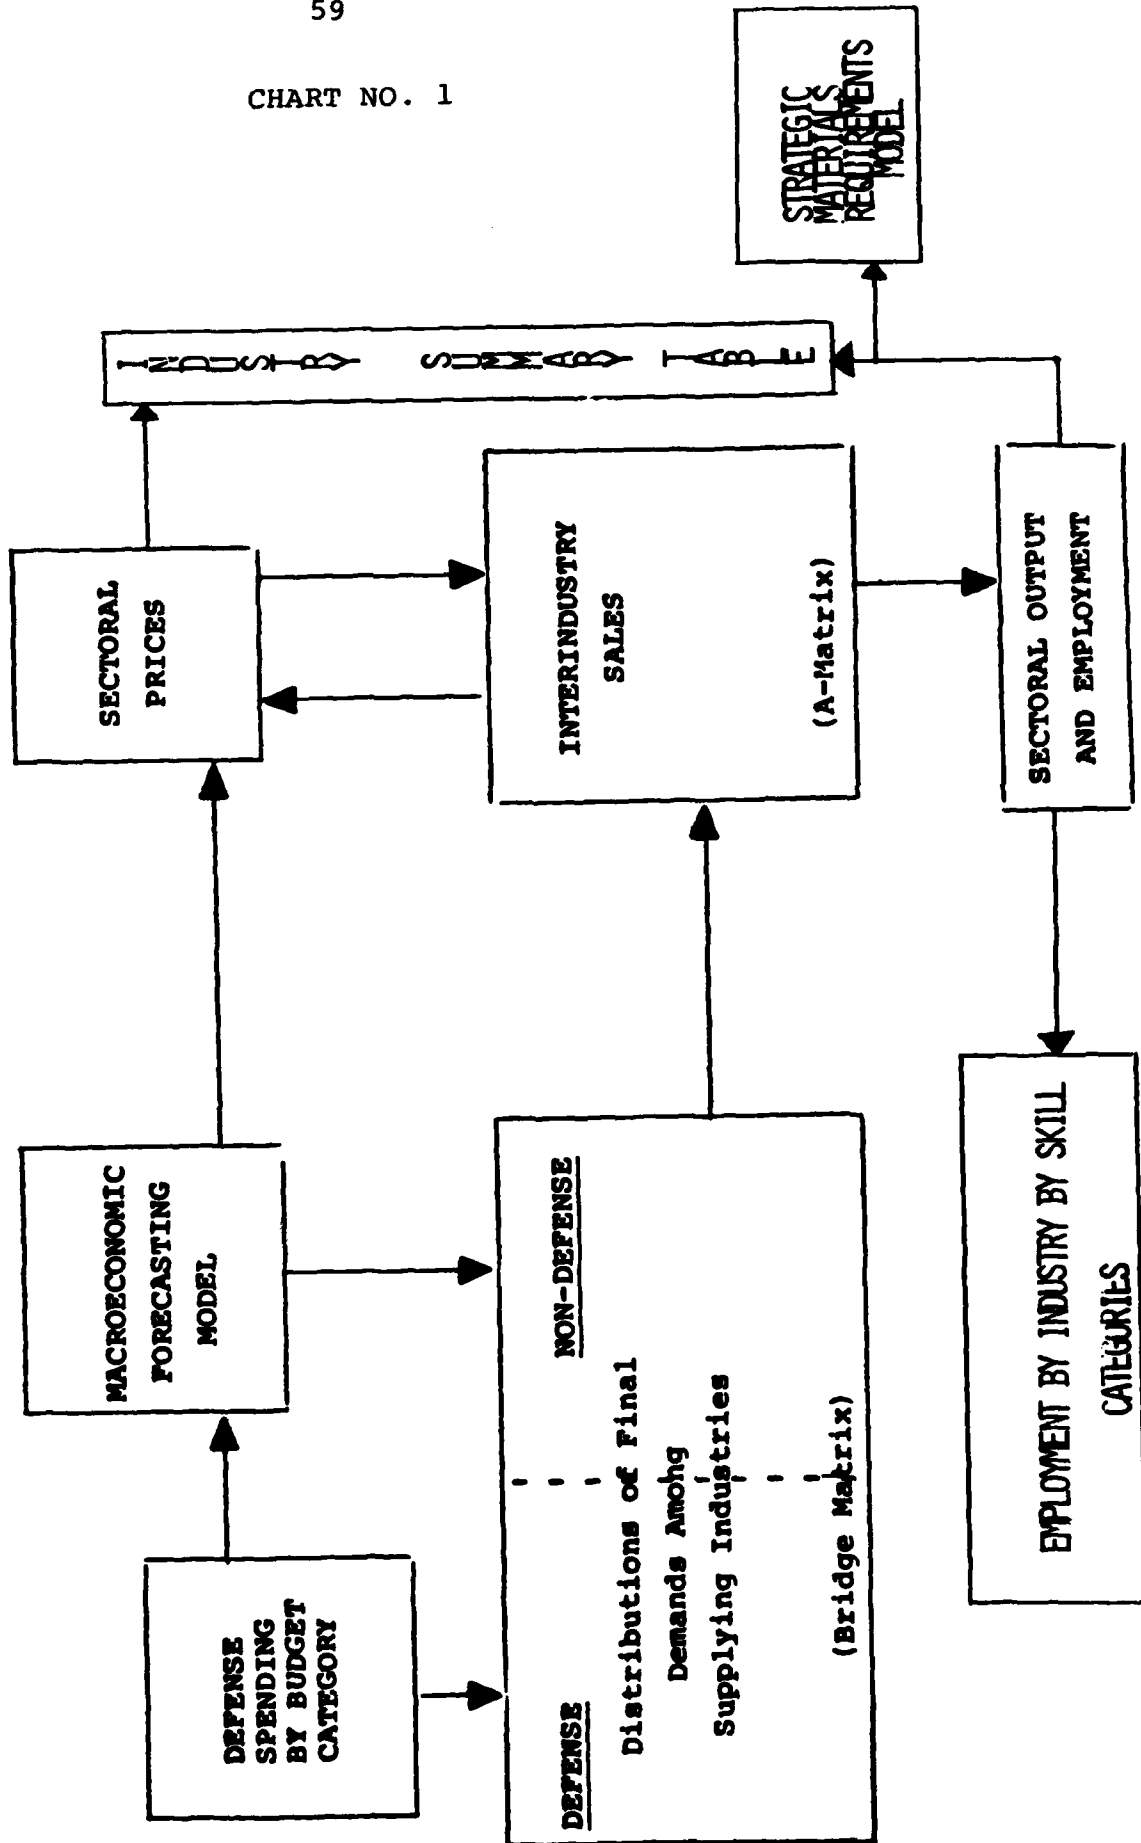 59
CHART NO. 1
DEFENSE
SPENDING
BY BUDGET
CATEGORY
MACROECONOMIC
FORECASTING
MODEL
SECTORAL
PRICES
INDUSTRY SUMMARY TABLE
DEFENSE
NON-DEFENSE
Distributions of Final
Demands Among
Supplying Industries
(Bridge Matrix)
INTERINDUSTRY
SALES
(A-Matrix)
STRATEGIC
MATERIALS
REQUIREMENTS
MODEL
EMPLOYMENT BY INDUSTRY BY SKILL
CATEGORIES
SECTORAL OUTPUT
AND EMPLOYMENT